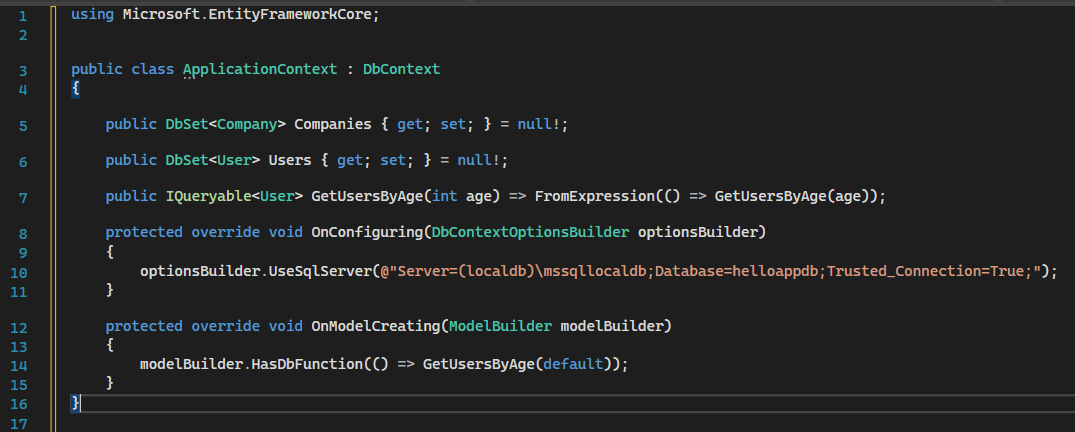 1 using Microsoft.EntityFrameworkCore;
2
3 public class ApplicationContext : DbContext
4 {
5 public DbSet<Company> Companies { get; set; } = null!;
6 public DbSet<User> Users { get; set; } = null!;
7 public IQueryable<User> GetUsersByAge(int age) => FromExpression(() => GetUsersByAge(age));
8 protected override void OnConfiguring(DbContextOptionsBuilder optionsBuilder)
9 {
10 optionsBuilder.UseSqlServer(@"Server=(localdb)\mssqllocaldb;Database=helloappdb;Trusted_Connection=True;");
11 }
12 protected override void OnModelCreating(ModelBuilder modelBuilder)
13 {
14 modelBuilder.HasDbFunction(() => GetUsersByAge(default));
15 }
16 }
17